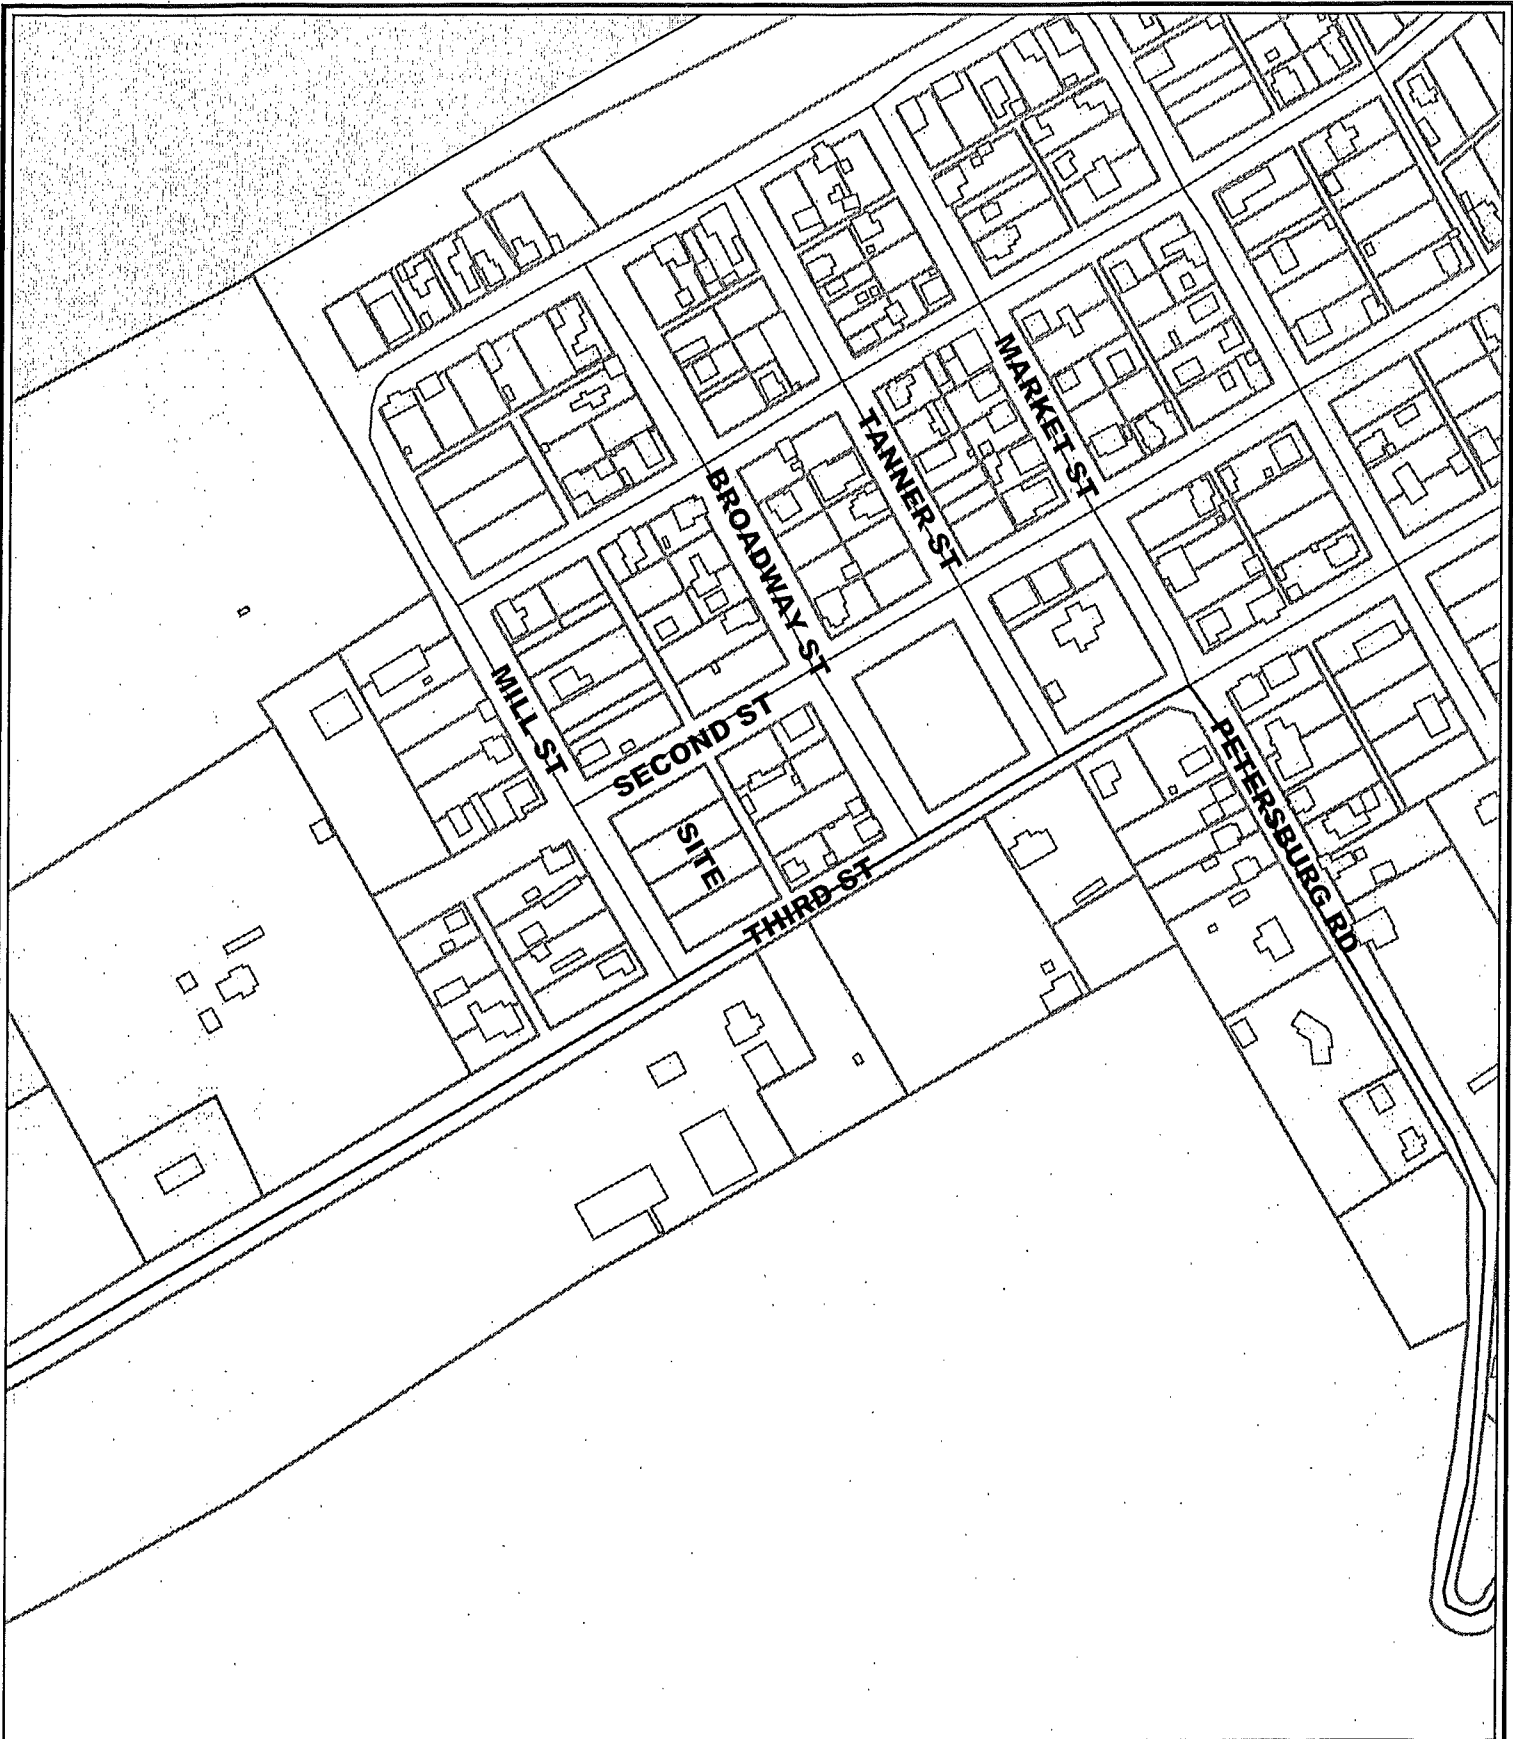 MARKET ST
TANNER ST
BROADWAY ST
MILL ST
SECOND ST
PETERSBURG RD
SITE
THIRD ST